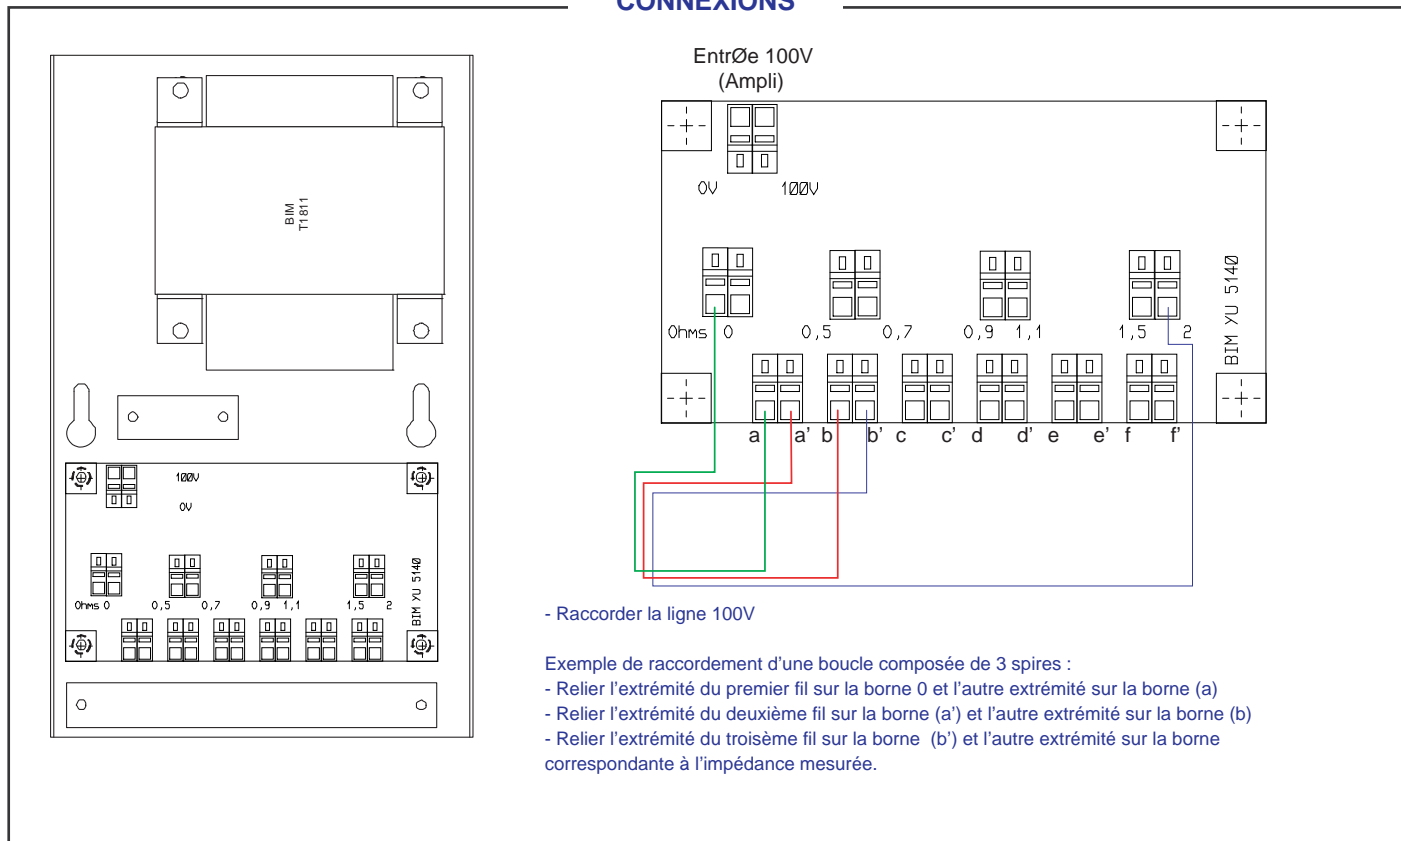 CONNEXIONS
EntrØe 100V
(Ampli)
0V 100V
Ohms 0 0,5 0,7 0,9 1,1 1,5 2
BIM YU 5140
a a' b b' c c' d d' e e' f f'
BIM
T1811
100V
0V
Ohms 0 0,5 0,7 0,9 1,1 1,5 2
BIM YU 5140
- Raccorder la ligne 100V
Exemple de raccordement d'une boucle composée de 3 spires :
- Relier l'extrémité du premier fil sur la borne 0 et l'autre extrémité sur la borne (a)
- Relier l'extrémité du deuxième fil sur la borne (a') et l'autre extrémité sur la borne (b)
- Relier l'extrémité du troisème fil sur la borne (b') et l'autre extrémité sur la borne
correspondante à l'impédance mesurée.